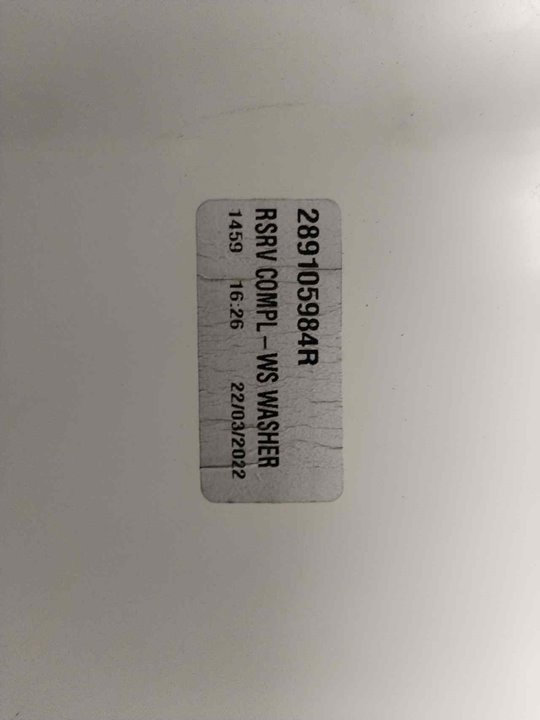 289105984R
RSRV COMPL-WS WASHER
1459 16:26 22/03/2022